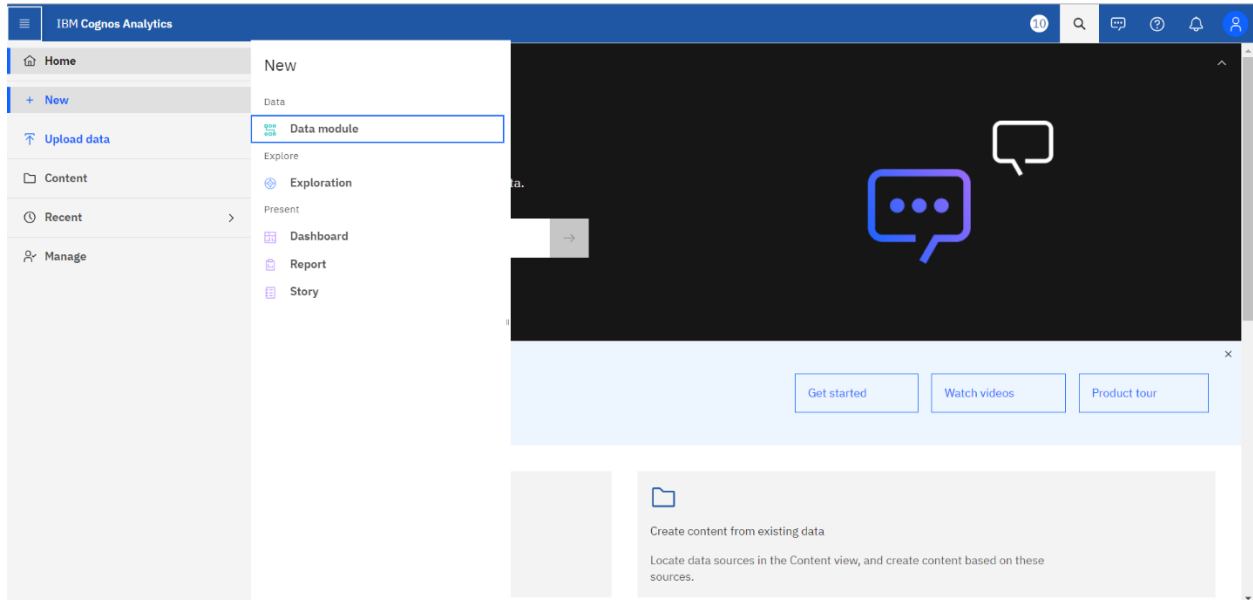 IBM Cognos Analytics
10
Home
New
Upload data
Content
Recent
Manage
New
Data
Data module
Explore
Exploration
Present
Dashboard
Report
Story
ta.
Get started
Watch videos
Product tour
Create content from existing data
Locate data sources in the Content view, and create content based on these
sources.